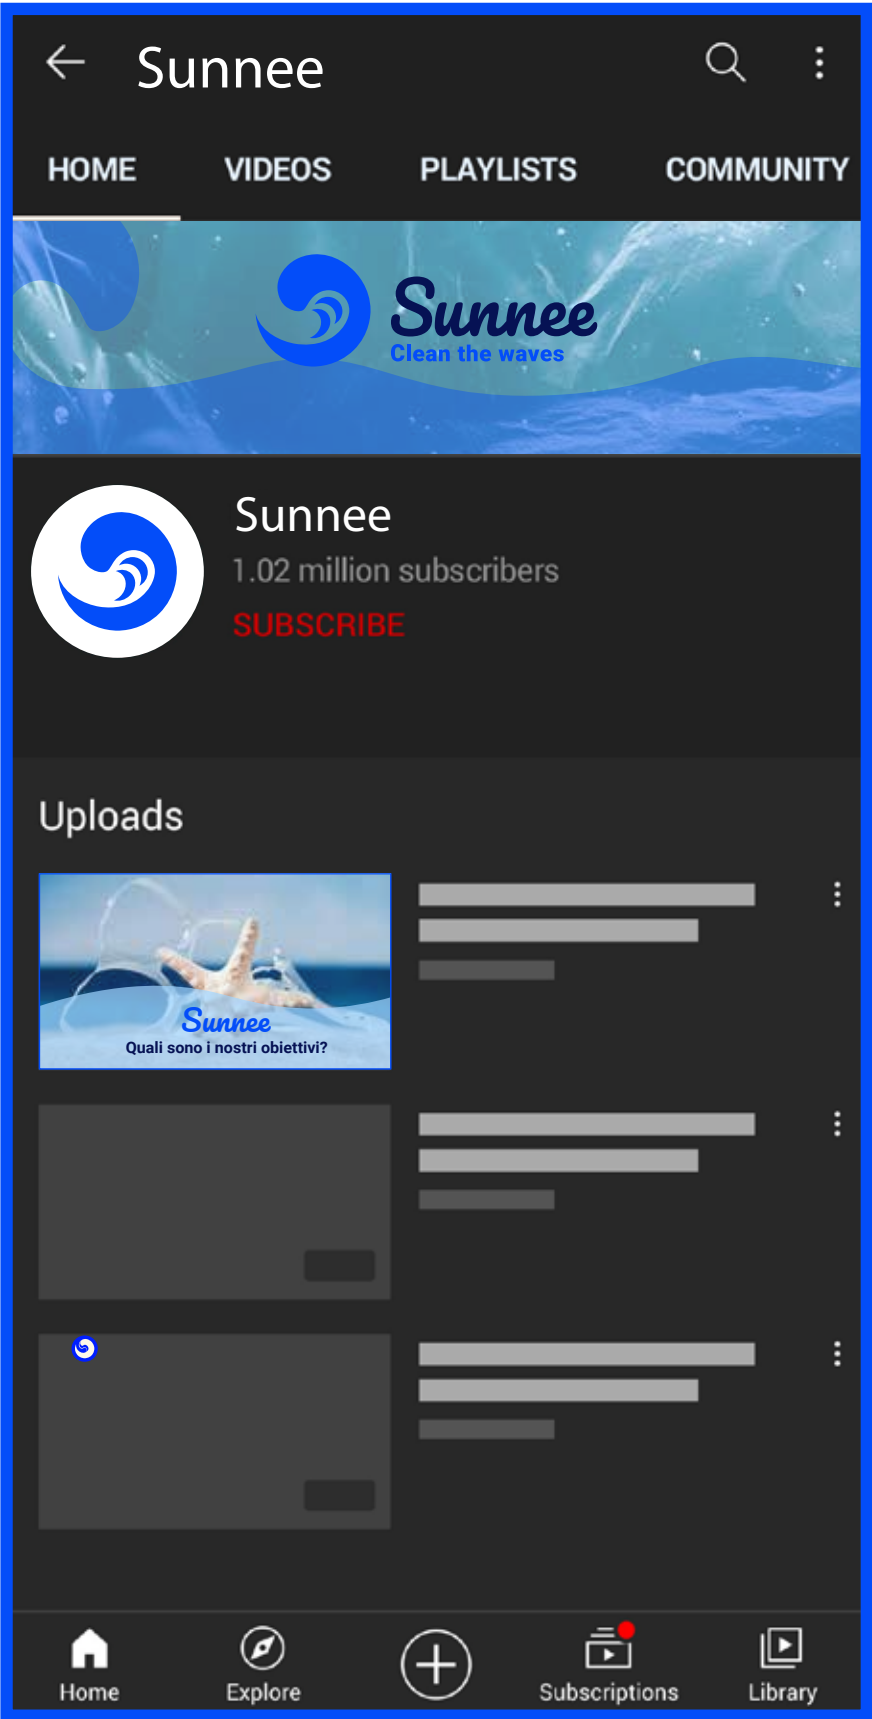 Sunnee
HOME VIDEOS PLAYLISTS COMMUNITY
Sunnee
Clean the waves
Sunnee
1.02 million subscribers
SUBSCRIBE
Uploads
Sunnee
Quali sono i nostri obiettivi?
Home Explore Subscriptions Library